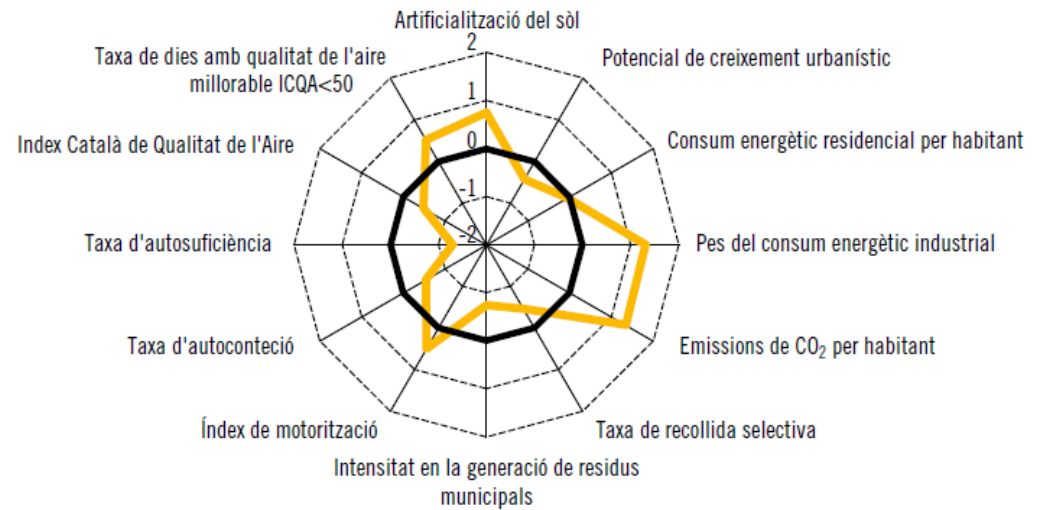 Artificialització del sòl
Taxa de dies amb qualitat de l'aire
millorable ICQA<50
Potencial de creixement urbanístic
Index Català de Qualitat de l'Aire
Consum energètic residencial per habitant
Taxa d'autosuficiència
Pes del consum energètic industrial
Taxa d'autoconteció
Emissions de CO₂ per habitant
Índex de motorització
Taxa de recollida selectiva
Intensitat en la generació de residus
municipals
2
1
0
-1
-2